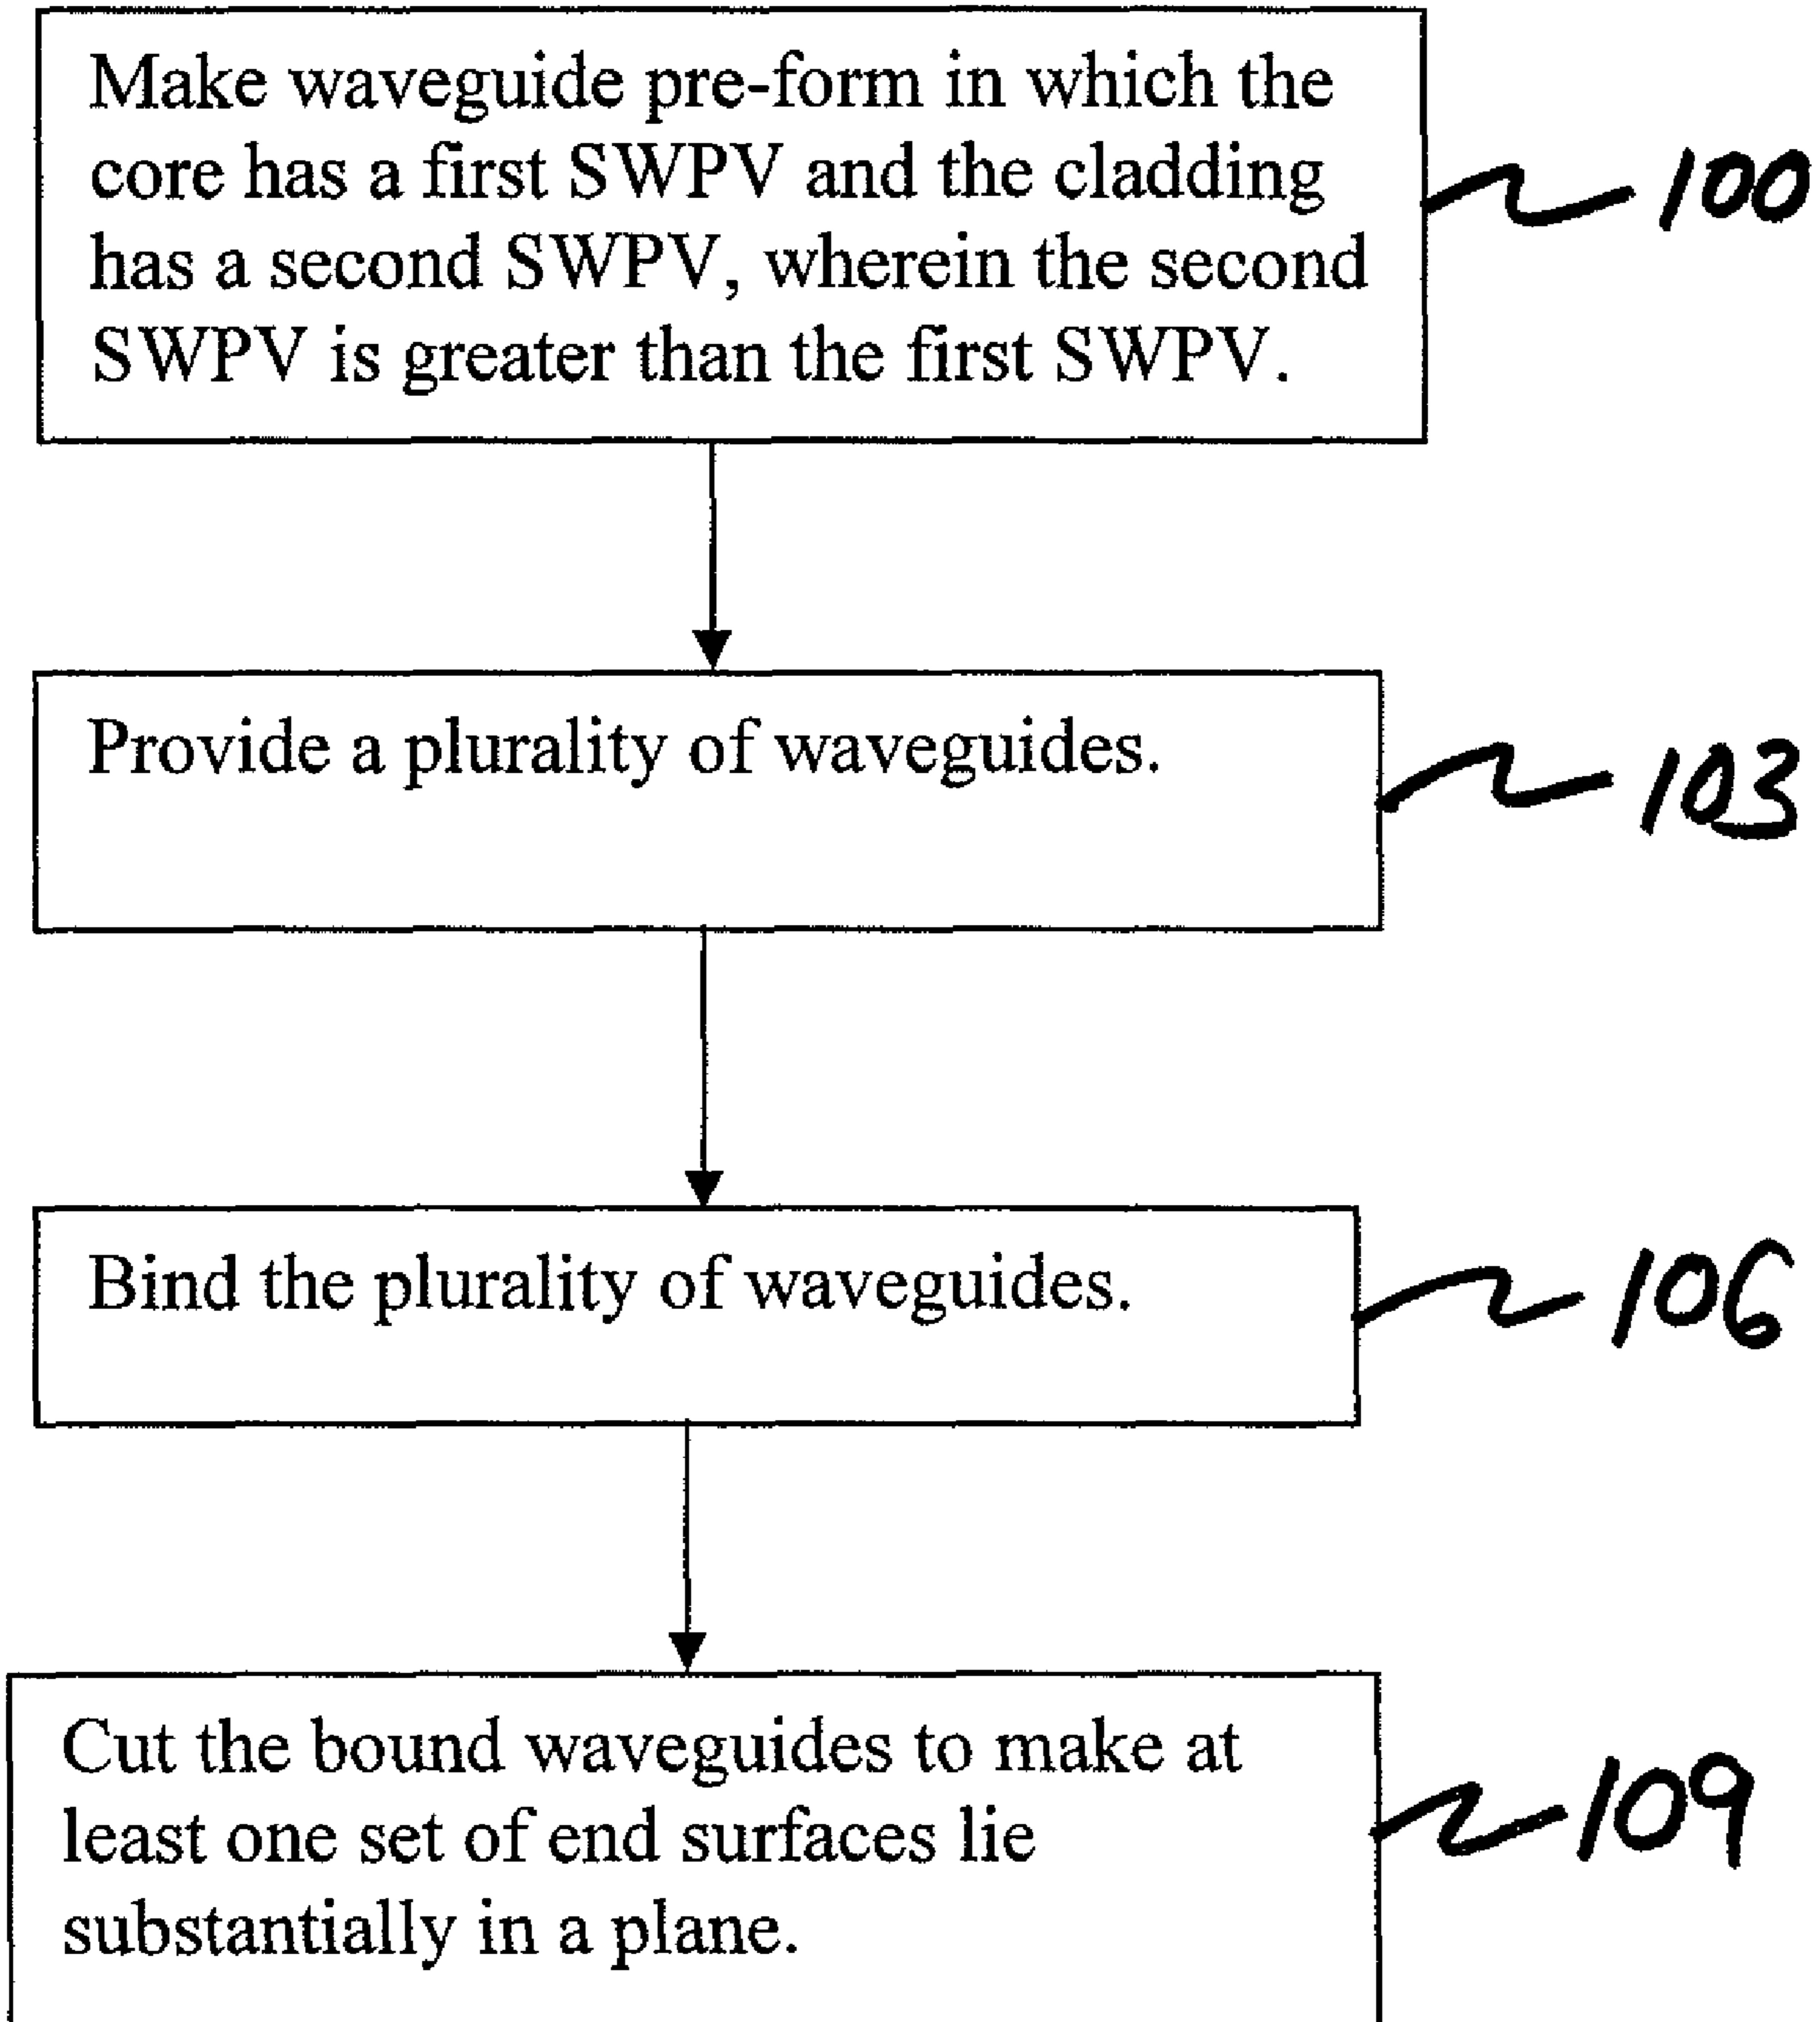 Make waveguide pre-form in which the
core has a first SWPV and the cladding
has a second SWPV, wherein the second
SWPV is greater than the first SWPV.
100
Provide a plurality of waveguides.
103
Bind the plurality of waveguides.
106
Cut the bound waveguides to make at
least one set of end surfaces lie
substantially in a plane.
109